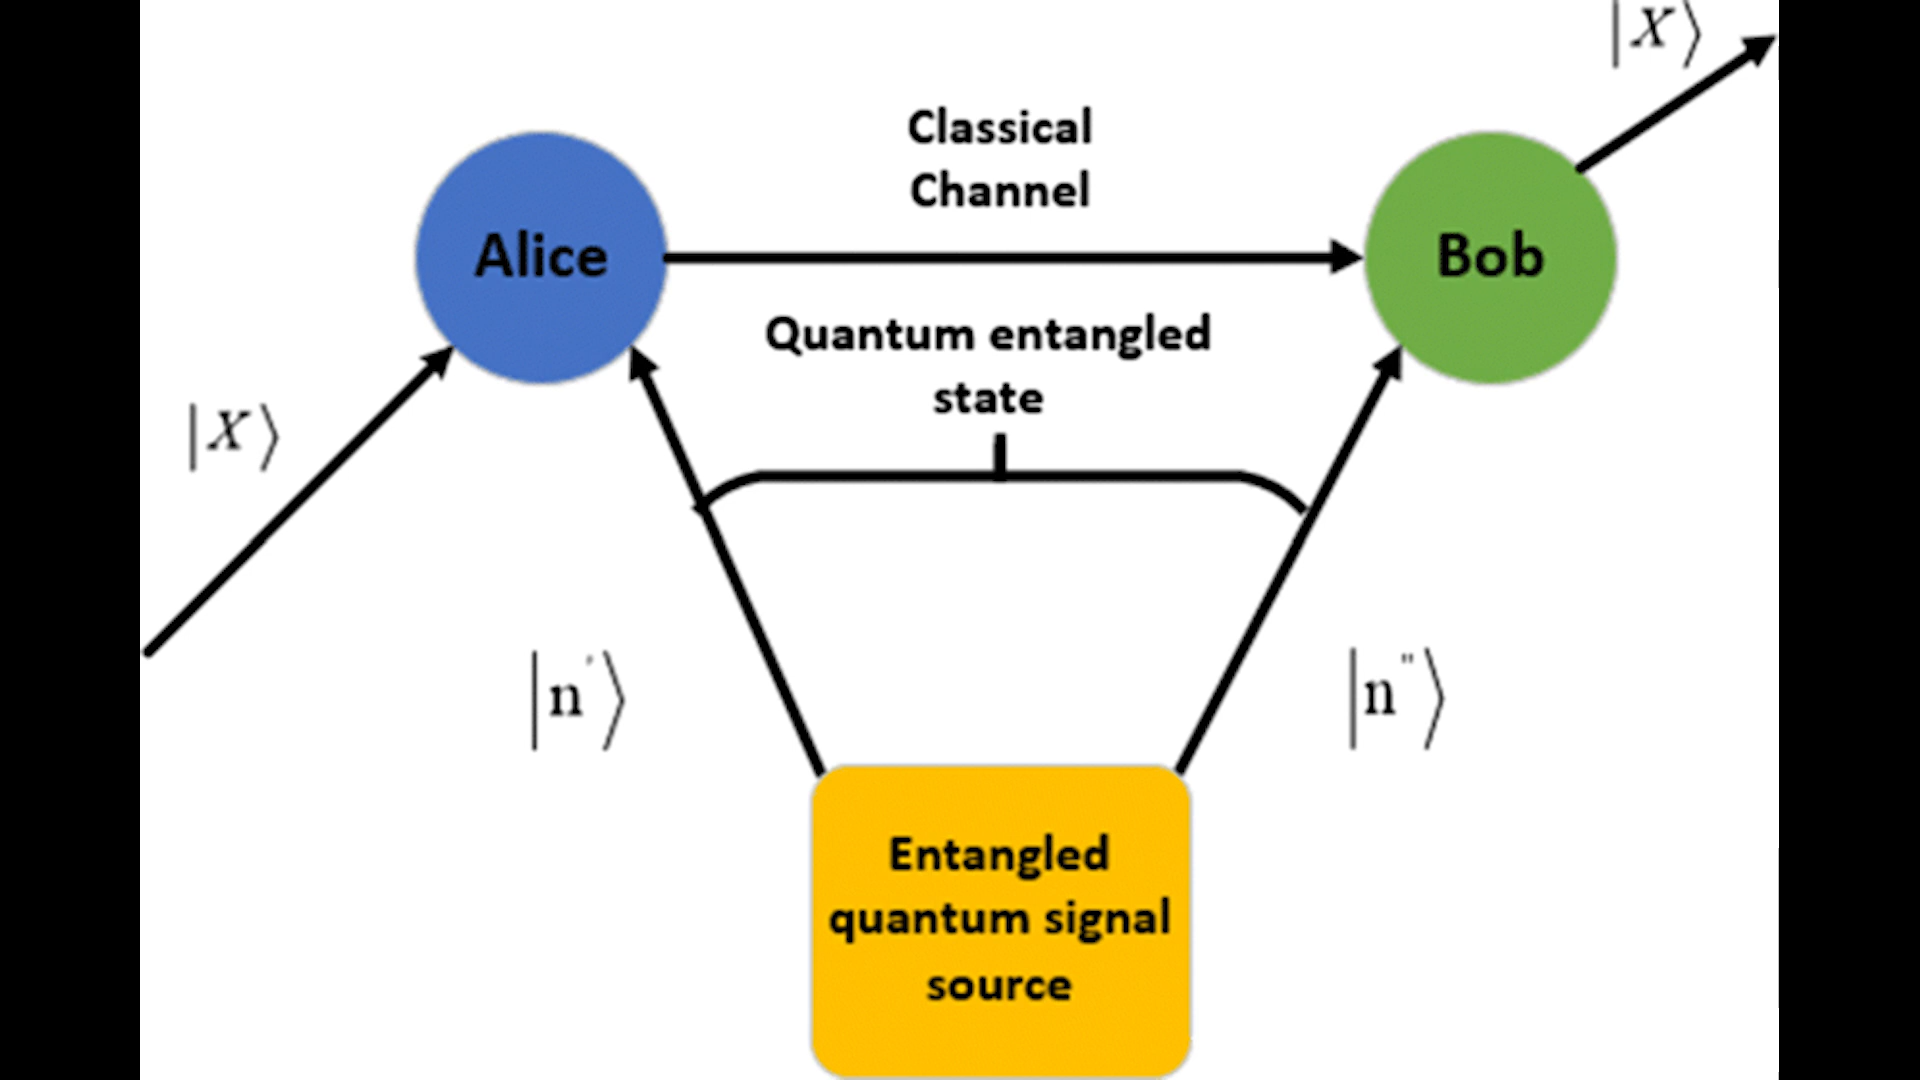 |X⟩
Classical
Channel
Alice
Bob
Quantum entangled
state
|X⟩
|n'⟩
|n"⟩
Entangled
quantum signal
source